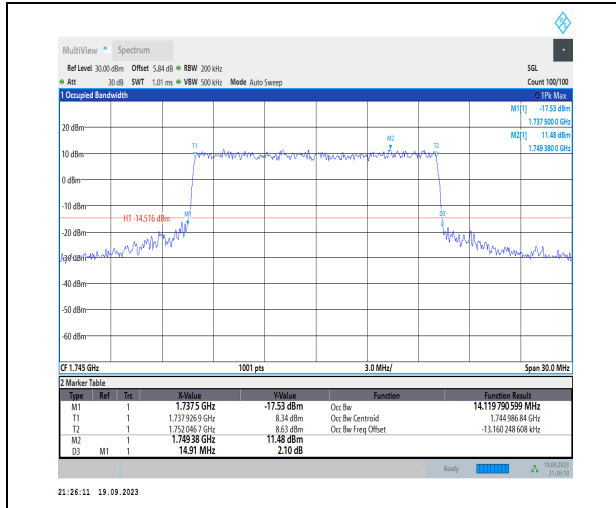 MultiView Spectrum
Ref Level 30.00 dBm Offset 5.84 dB RBW 200 kHz SGL
Att 30 dB SWT 1.01 ms VBW 500 kHz Mode Auto Sweep Count 100/100
1 Occupied Bandwidth 1Pk Max
M1[1] -17.53 dBm
1.737 500 0 GHz
M2[1] 11.48 dBm
1.749 380 0 GHz
20 dBm
M2
T1 T2
10 dBm
0 dBm
-10 dBm
M1 D3
H1 -14.516 dBm
-20 dBm
-30 dBm
-40 dBm
-50 dBm
-60 dBm
CF 1.745 GHz 1001 pts 3.0 MHz/ Span 30.0 MHz
2 Marker Table
Type Ref Trc X-Value Y-Value Function Function Result
M1 1 1.737 5 GHz -17.53 dBm Occ Bw 14.119 790 599 MHz
T1 1 1.737 926 9 GHz 8.34 dBm Occ Bw Centroid 1.744 986 84 GHz
T2 1 1.752 046 7 GHz 8.63 dBm Occ Bw Freq Offset -13.160 248 608 kHz
M2 1 1.749 38 GHz 11.48 dBm
D3 M1 1 14.91 MHz 2.10 dB
Ready 19.09.2023
21:26:10
21:26:11 19.09.2023